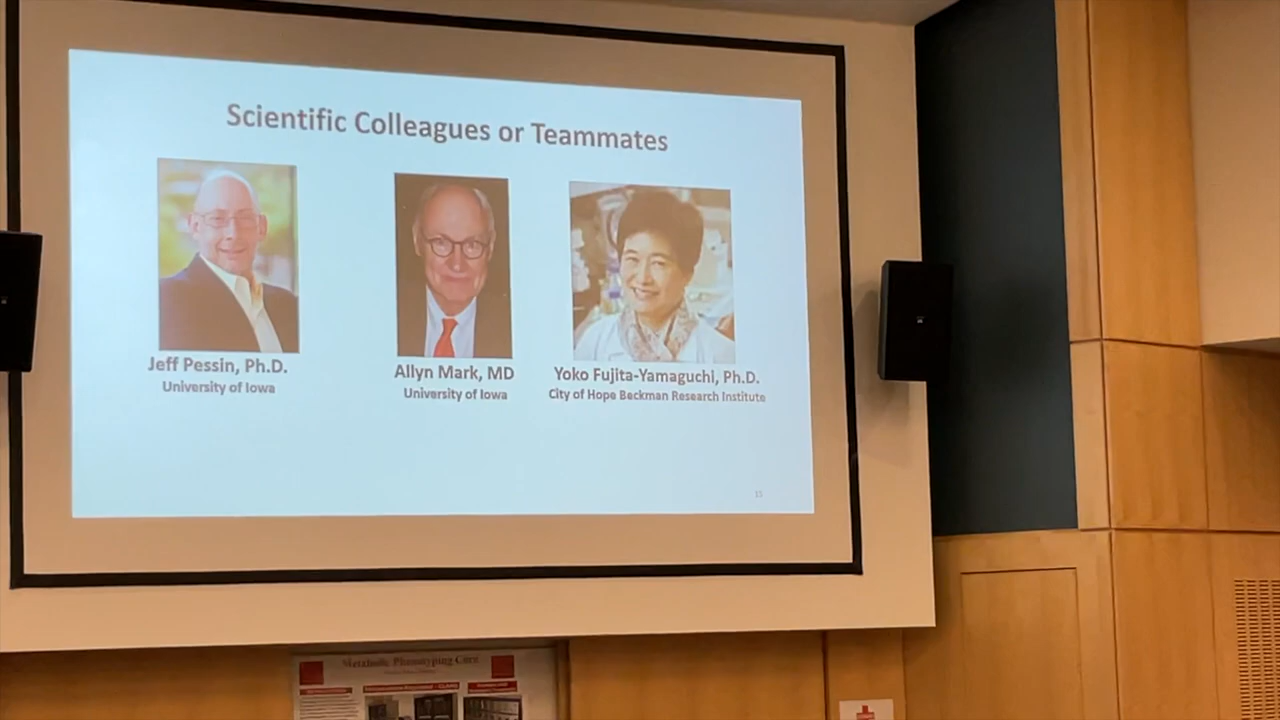 Scientific Colleagues or Teammates
Jeff Pessin, Ph.D.
University of Iowa
Allyn Mark, MD
University of Iowa
Yoko Fujita-Yamaguchi, Ph.D.
City of Hope Beckman Research Institute
Metabolic Phenotyping Core